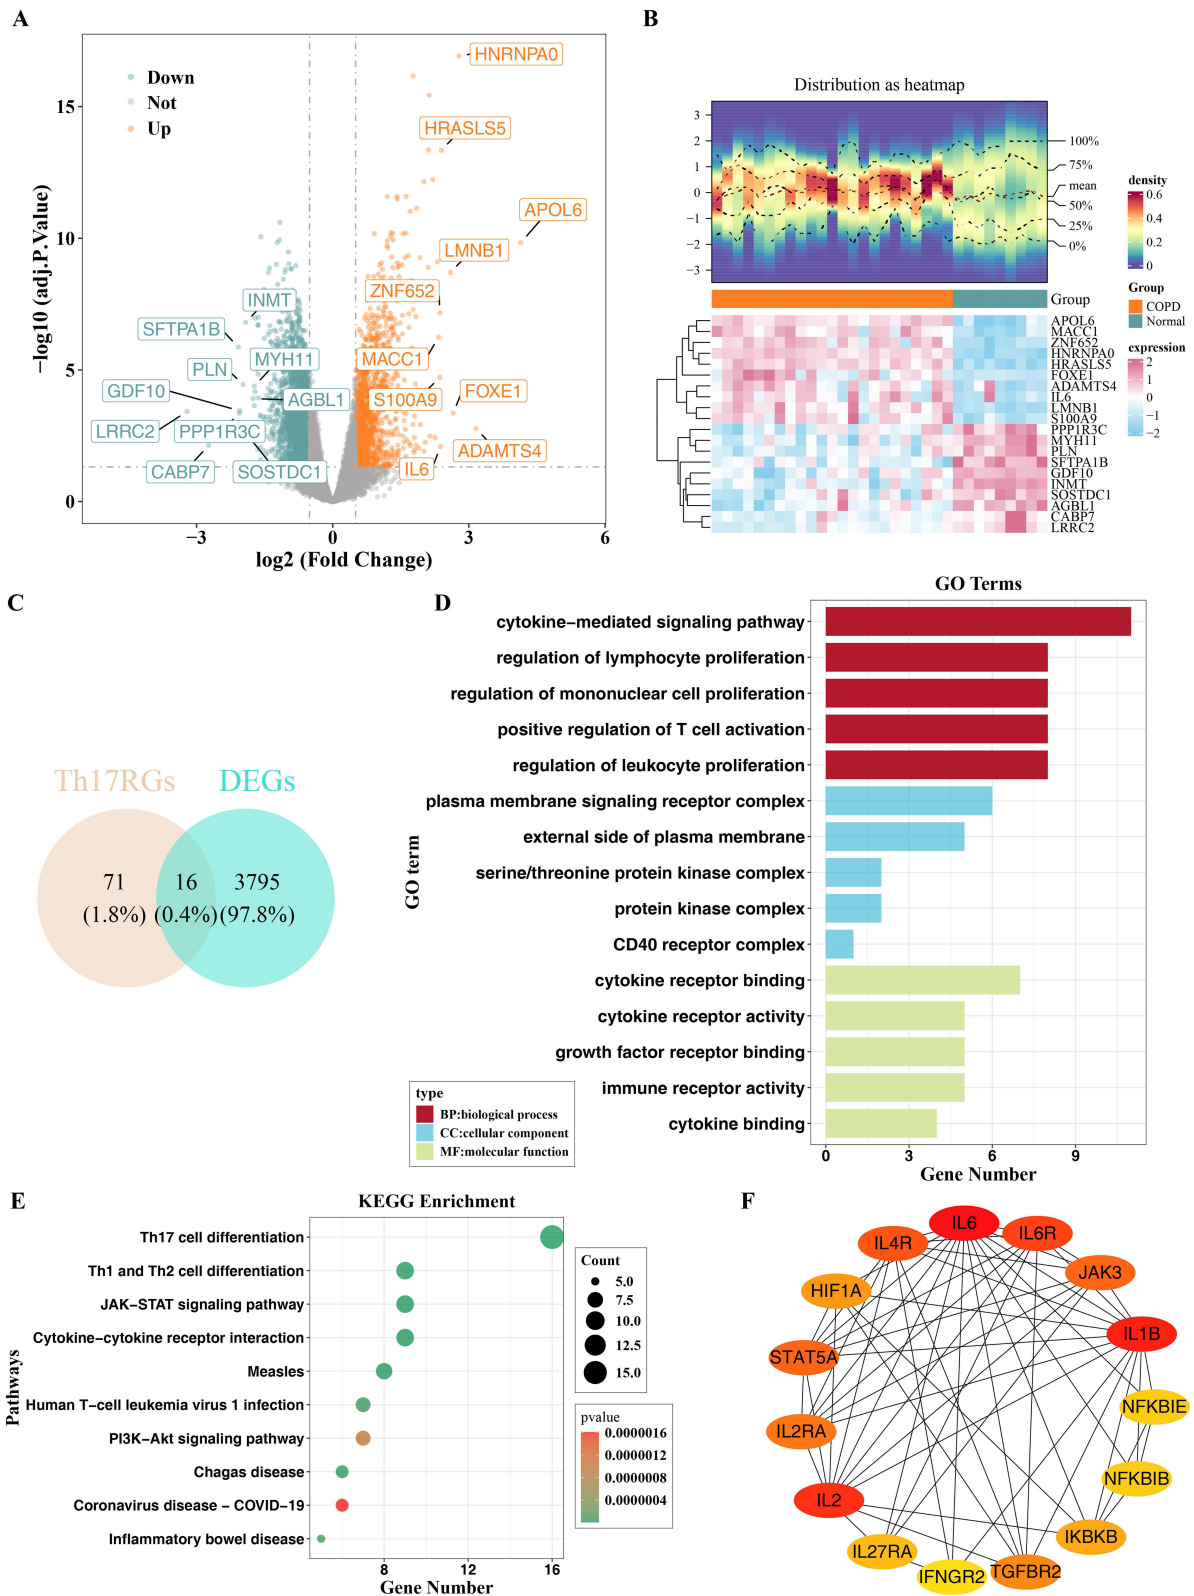 A
Down
Not
Up
HNRNPA0
HRASLS5
APOL6
LMNB1
ZNF652
INMT
SFTPA1B
MYH11
MACC1
PLN
GDF10
AGBL1
S100A9
FOXE1
LRRC2
PPP1R3C
ADAMTS4
CABP7
SOSTDC1
IL6
15
10
5
0
−3
0
3
6
−log10 (adj.P.Value)
log2 (Fold Change)
B
Distribution as heatmap
3
2
1
0
−1
−2
−3
100%
75%
mean
50%
25%
0%
density
0.6
0.4
0.2
0
Group
Group
COPD
Normal
expression
2
1
0
−1
−2
APOL6
MACC1
ZNF652
HNRNPA0
HRASLS5
FOXE1
ADAMTS4
IL6
LMNB1
S100A9
PPP1R3C
MYH11
PLN
SFTPA1B
GDF10
INMT
SOSTDC1
AGBL1
CABP7
LRRC2
C
Th17RGs
DEGs
71
(1.8%)
16
(0.4%)
3795
(97.8%)
D
GO Terms
GO term
cytokine−mediated signaling pathway
regulation of lymphocyte proliferation
regulation of mononuclear cell proliferation
positive regulation of T cell activation
regulation of leukocyte proliferation
plasma membrane signaling receptor complex
external side of plasma membrane
serine/threonine protein kinase complex
protein kinase complex
CD40 receptor complex
cytokine receptor binding
cytokine receptor activity
growth factor receptor binding
immune receptor activity
cytokine binding
0
3
6
9
Gene Number
type
BP:biological process
CC:cellular component
MF:molecular function
E
KEGG Enrichment
Pathways
Th17 cell differentiation
Th1 and Th2 cell differentiation
JAK−STAT signaling pathway
Cytokine−cytokine receptor interaction
Measles
Human T−cell leukemia virus 1 infection
PI3K−Akt signaling pathway
Chagas disease
Coronavirus disease − COVID−19
Inflammatory bowel disease
8
12
16
Gene Number
Count
5.0
7.5
10.0
12.5
15.0
pvalue
0.0000016
0.0000012
0.0000008
0.0000004
F
IL6
IL6R
IL4R
JAK3
HIF1A
IL1B
STAT5A
NFKBIE
IL2RA
NFKBIB
IL2
IKBKB
IL27RA
TGFBR2
IFNGR2